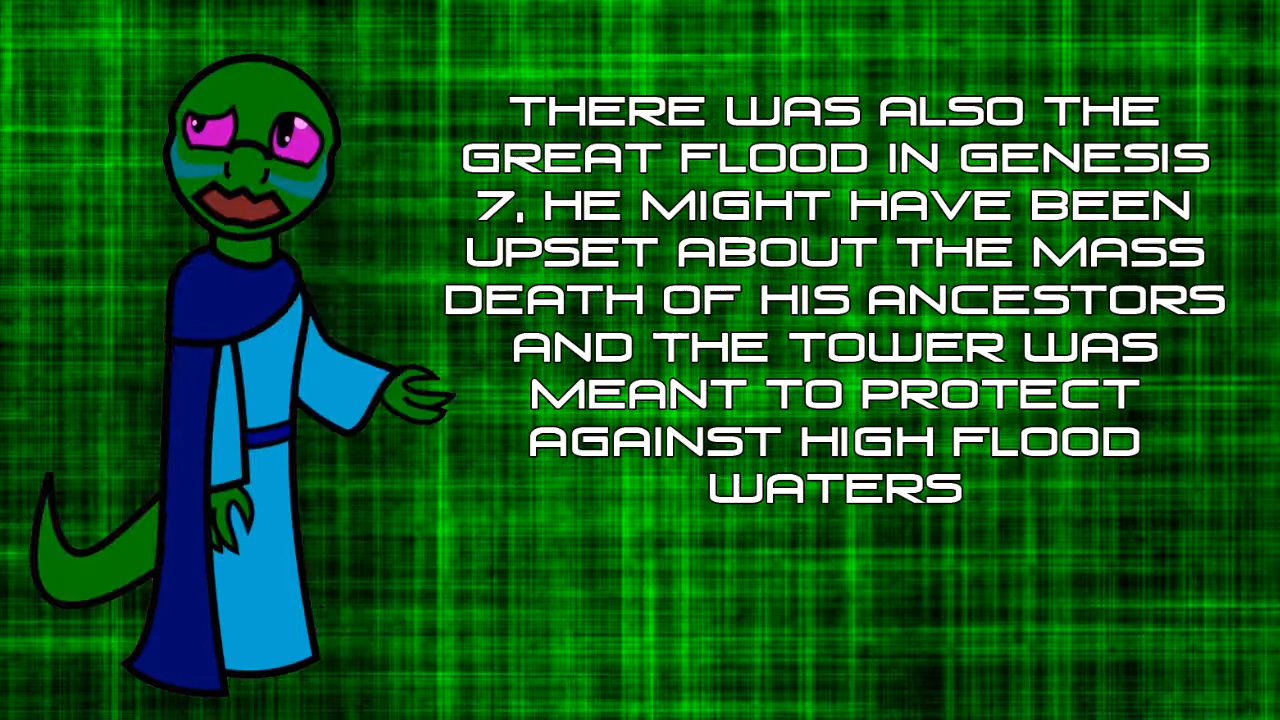 THERE WAS ALSO THE
GREAT FLOOD IN GENESIS
7, HE MIGHT HAVE BEEN
UPSET ABOUT THE MASS
DEATH OF HIS ANCESTORS
AND THE TOWER WAS
MEANT TO PROTECT
AGAINST HIGH FLOOD
WATERS